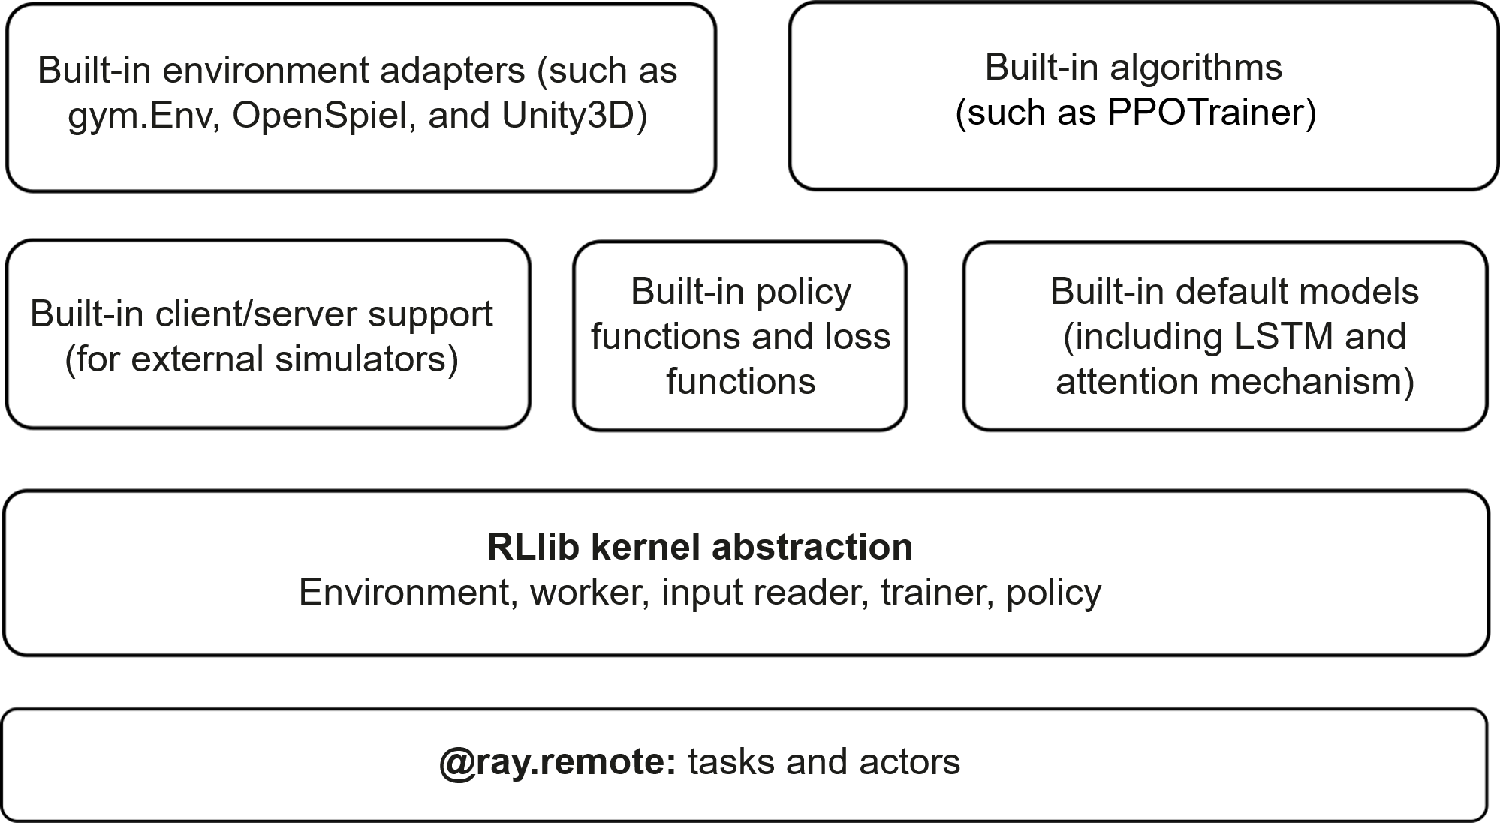 Built-in environment adapters (such as
gym.Env, OpenSpiel, and Unity3D)
Built-in algorithms
(such as PPOTrainer)
Built-in client/server support
(for external simulators)
Built-in policy
functions and loss
functions
Built-in default models
(including LSTM and
attention mechanism)
RLlib kernel abstraction
Environment, worker, input reader, trainer, policy
@ray.remote: tasks and actors